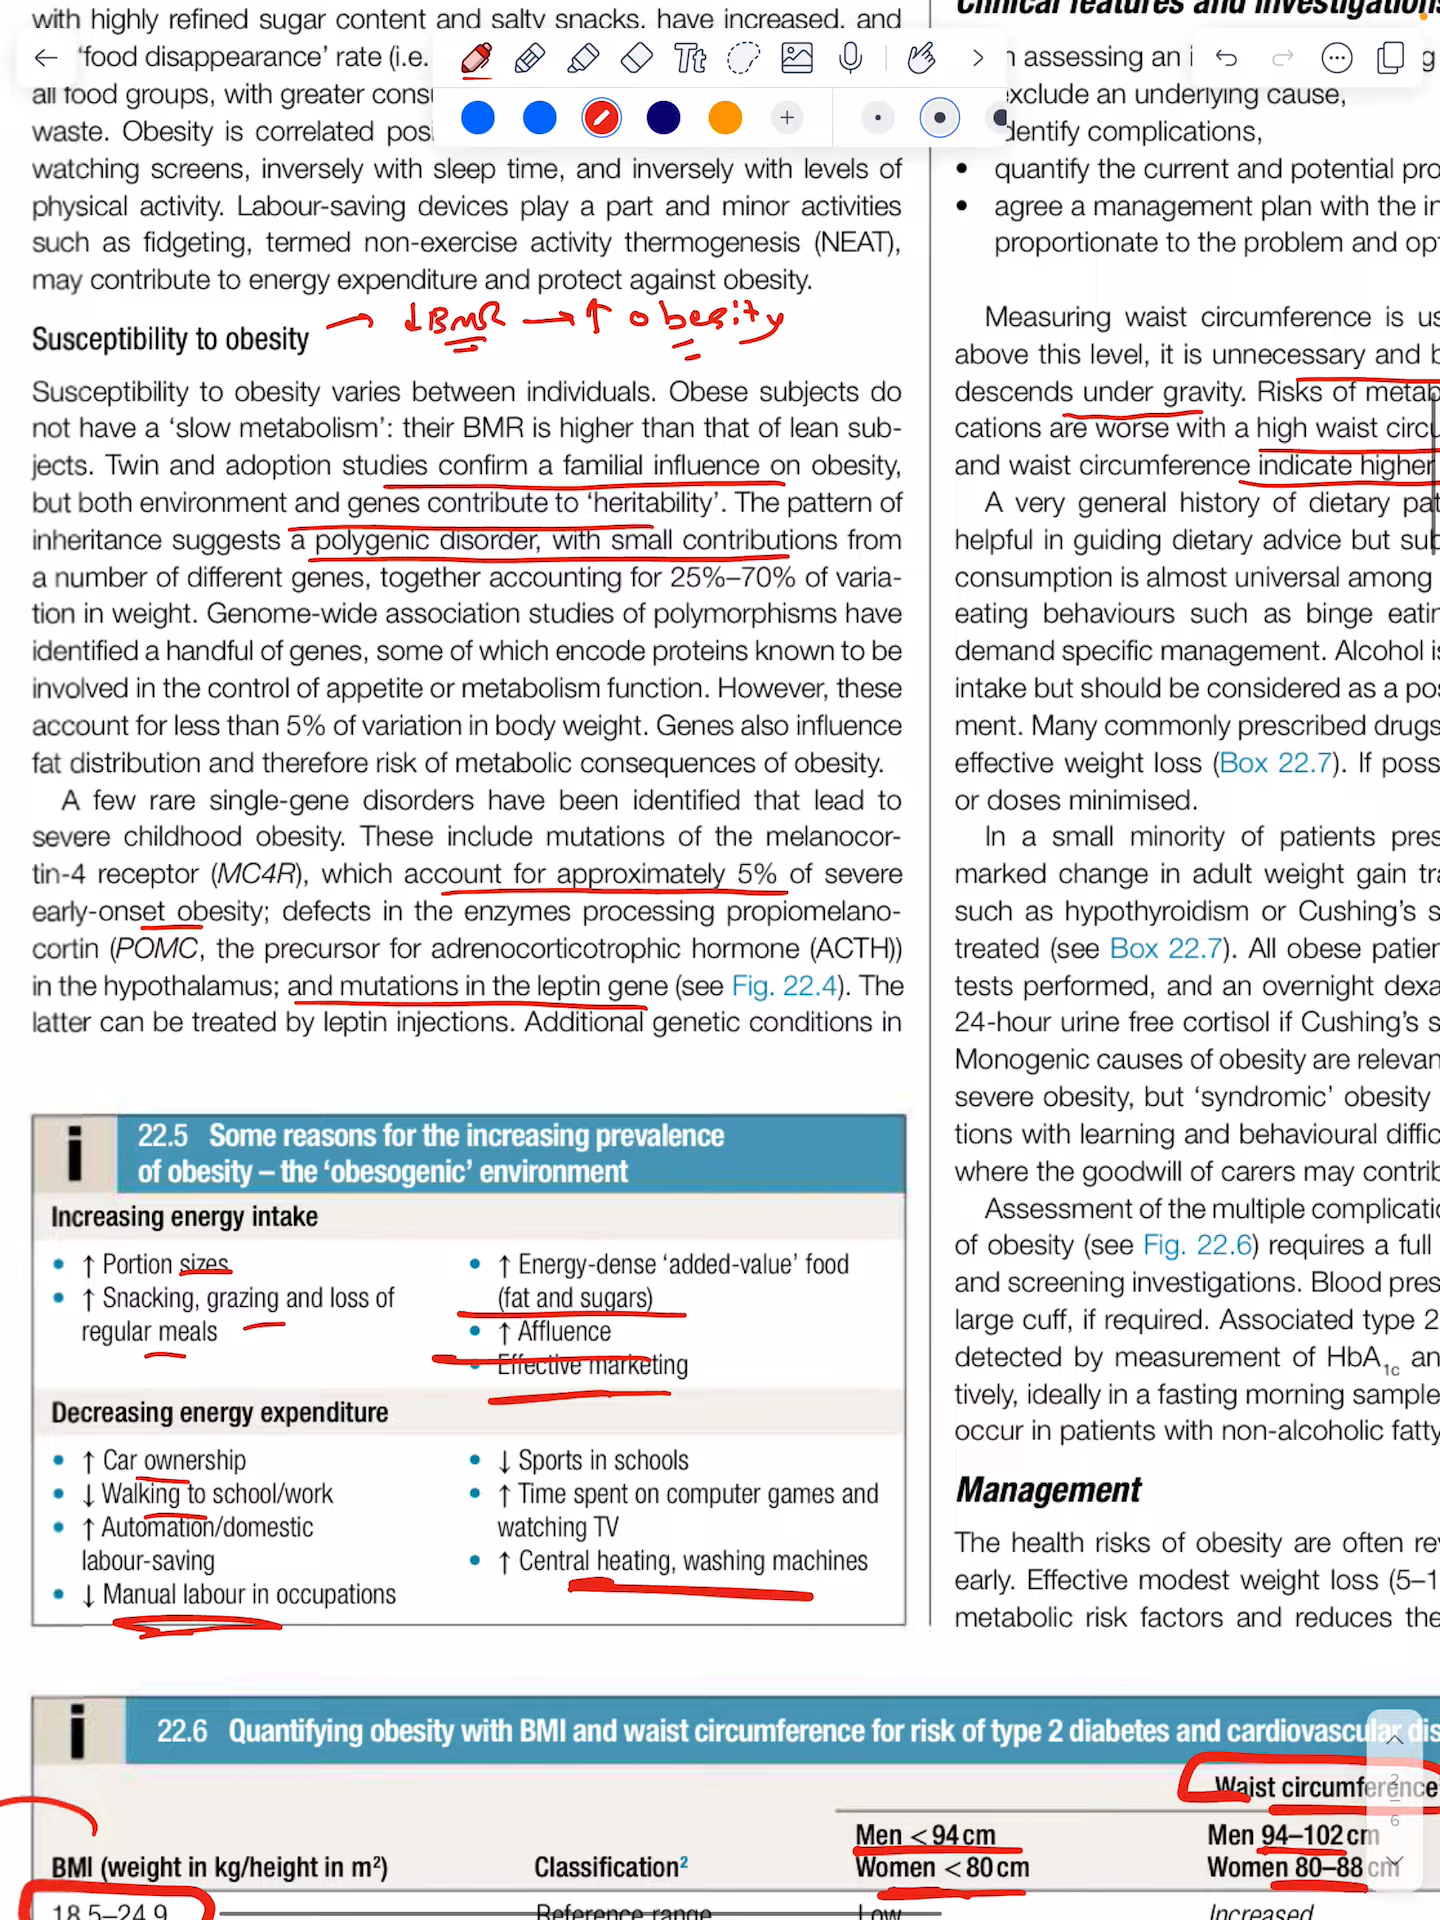 with highly refined sugar content and salty snacks, have increased, and
'food disappearance' rate (i.e.
all food groups, with greater consu
waste. Obesity is correlated pos
watching screens, inversely with sleep time, and inversely with levels of
physical activity. Labour-saving devices play a part and minor activities
such as fidgeting, termed non-exercise activity thermogenesis (NEAT),
may contribute to energy expenditure and protect against obesity.
→ ↓BMR → ↑ obesity
Susceptibility to obesity
Susceptibility to obesity varies between individuals. Obese subjects do
not have a 'slow metabolism': their BMR is higher than that of lean sub-
jects. Twin and adoption studies confirm a familial influence on obesity,
but both environment and genes contribute to 'heritability'. The pattern of
inheritance suggests a polygenic disorder, with small contributions from
a number of different genes, together accounting for 25%–70% of varia-
tion in weight. Genome-wide association studies of polymorphisms have
identified a handful of genes, some of which encode proteins known to be
involved in the control of appetite or metabolism function. However, these
account for less than 5% of variation in body weight. Genes also influence
fat distribution and therefore risk of metabolic consequences of obesity.
A few rare single-gene disorders have been identified that lead to
severe childhood obesity. These include mutations of the melanocor-
tin-4 receptor (MC4R), which account for approximately 5% of severe
early-onset obesity; defects in the enzymes processing propiomelano-
cortin (POMC, the precursor for adrenocorticotrophic hormone (ACTH))
in the hypothalamus; and mutations in the leptin gene (see Fig. 22.4). The
latter can be treated by leptin injections. Additional genetic conditions in
i
22.5 Some reasons for the increasing prevalence
of obesity – the 'obesogenic' environment
Increasing energy intake
• ↑ Portion sizes
• ↑ Snacking, grazing and loss of
regular meals
• ↑ Energy-dense 'added-value' food
(fat and sugars)
• ↑ Affluence
• Effective marketing
Decreasing energy expenditure
• ↑ Car ownership
• ↓ Walking to school/work
• ↑ Automation/domestic
labour-saving
• ↓ Manual labour in occupations
• ↓ Sports in schools
• ↑ Time spent on computer games and
watching TV
• ↑ Central heating, washing machines
Clinical features and investigations
n assessing an i
g
exclude an underlying cause,
dentify complications,
• quantify the current and potential pro
• agree a management plan with the in
proportionate to the problem and opt
Measuring waist circumference is us
above this level, it is unnecessary and b
descends under gravity. Risks of metab
cations are worse with a high waist circu
and waist circumference indicate higher
A very general history of dietary pat
helpful in guiding dietary advice but sub
consumption is almost universal among
eating behaviours such as binge eatin
demand specific management. Alcohol is
intake but should be considered as a pos
ment. Many commonly prescribed drugs
effective weight loss (Box 22.7). If poss
or doses minimised.
In a small minority of patients pres
marked change in adult weight gain tra
such as hypothyroidism or Cushing's s
treated (see Box 22.7). All obese patien
tests performed, and an overnight dexa
24-hour urine free cortisol if Cushing's s
Monogenic causes of obesity are relevan
severe obesity, but 'syndromic' obesity
tions with learning and behavioural diffic
where the goodwill of carers may contrib
Assessment of the multiple complicatio
of obesity (see Fig. 22.6) requires a full
and screening investigations. Blood pres
large cuff, if required. Associated type 2
detected by measurement of HbA1c an
tively, ideally in a fasting morning sample
occur in patients with non-alcoholic fatty
Management
The health risks of obesity are often rev
early. Effective modest weight loss (5–1
metabolic risk factors and reduces the
i
22.6 Quantifying obesity with BMI and waist circumference for risk of type 2 diabetes and cardiovascular dis
Waist circumference
Men <94 cm
Men 94–102 cm
BMI (weight in kg/height in m²)
Classification²
Women <80 cm
Women 80–88 cm
18.5–24.9
Reference range
Low
Increased
Tt
2
6